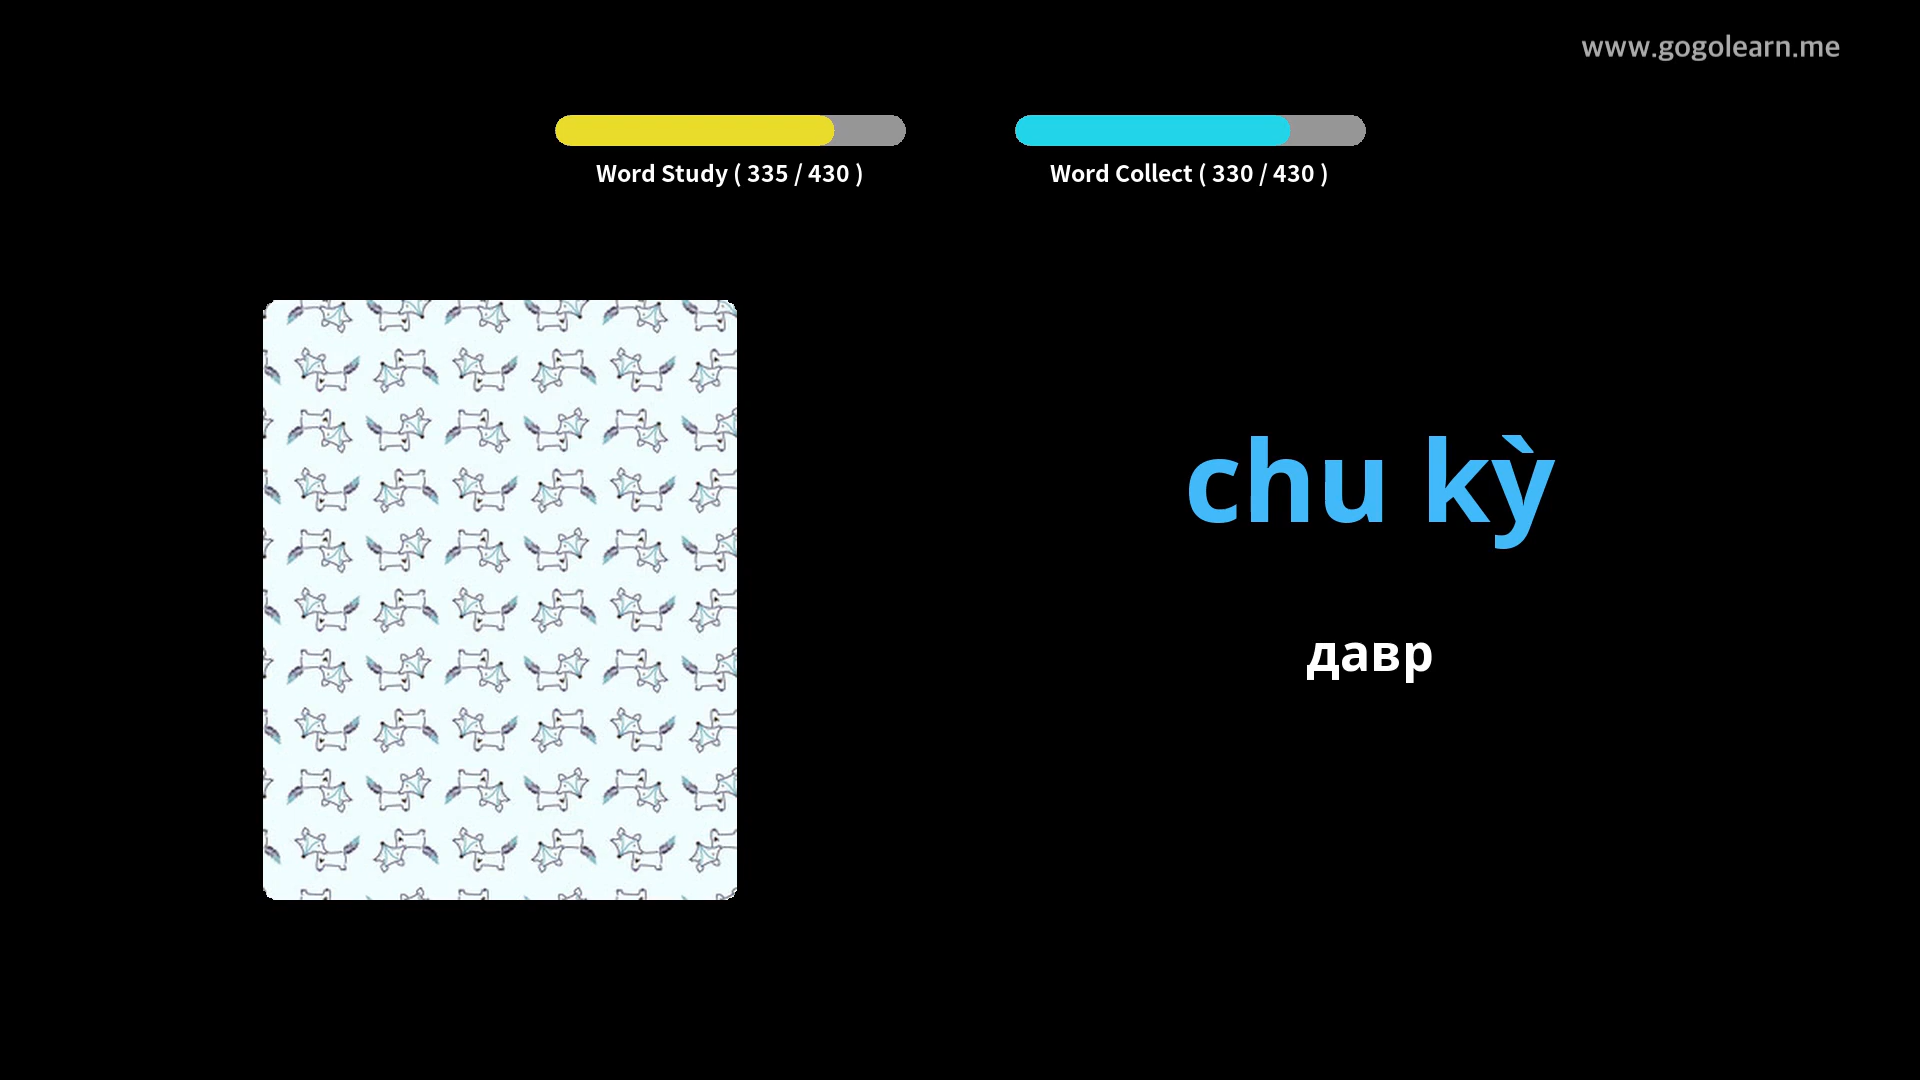 www.gogolearn.me
Word Study ( 335 / 430 )
Word Collect ( 330 / 430 )
chu kỳ
давр